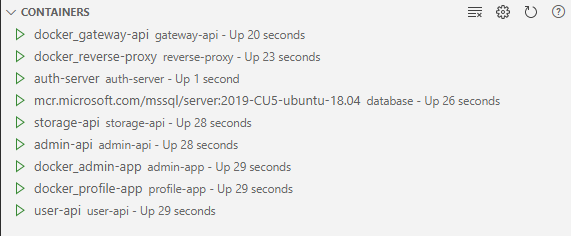 CONTAINERS
docker_gateway-api gateway-api - Up 20 seconds
docker_reverse-proxy reverse-proxy - Up 23 seconds
auth-server auth-server - Up 1 second
mcr.microsoft.com/mssql/server:2019-CU5-ubuntu-18.04 database - Up 26 seconds
storage-api storage-api - Up 28 seconds
admin-api admin-api - Up 28 seconds
docker_admin-app admin-app - Up 29 seconds
docker_profile-app profile-app - Up 29 seconds
user-api user-api - Up 29 seconds